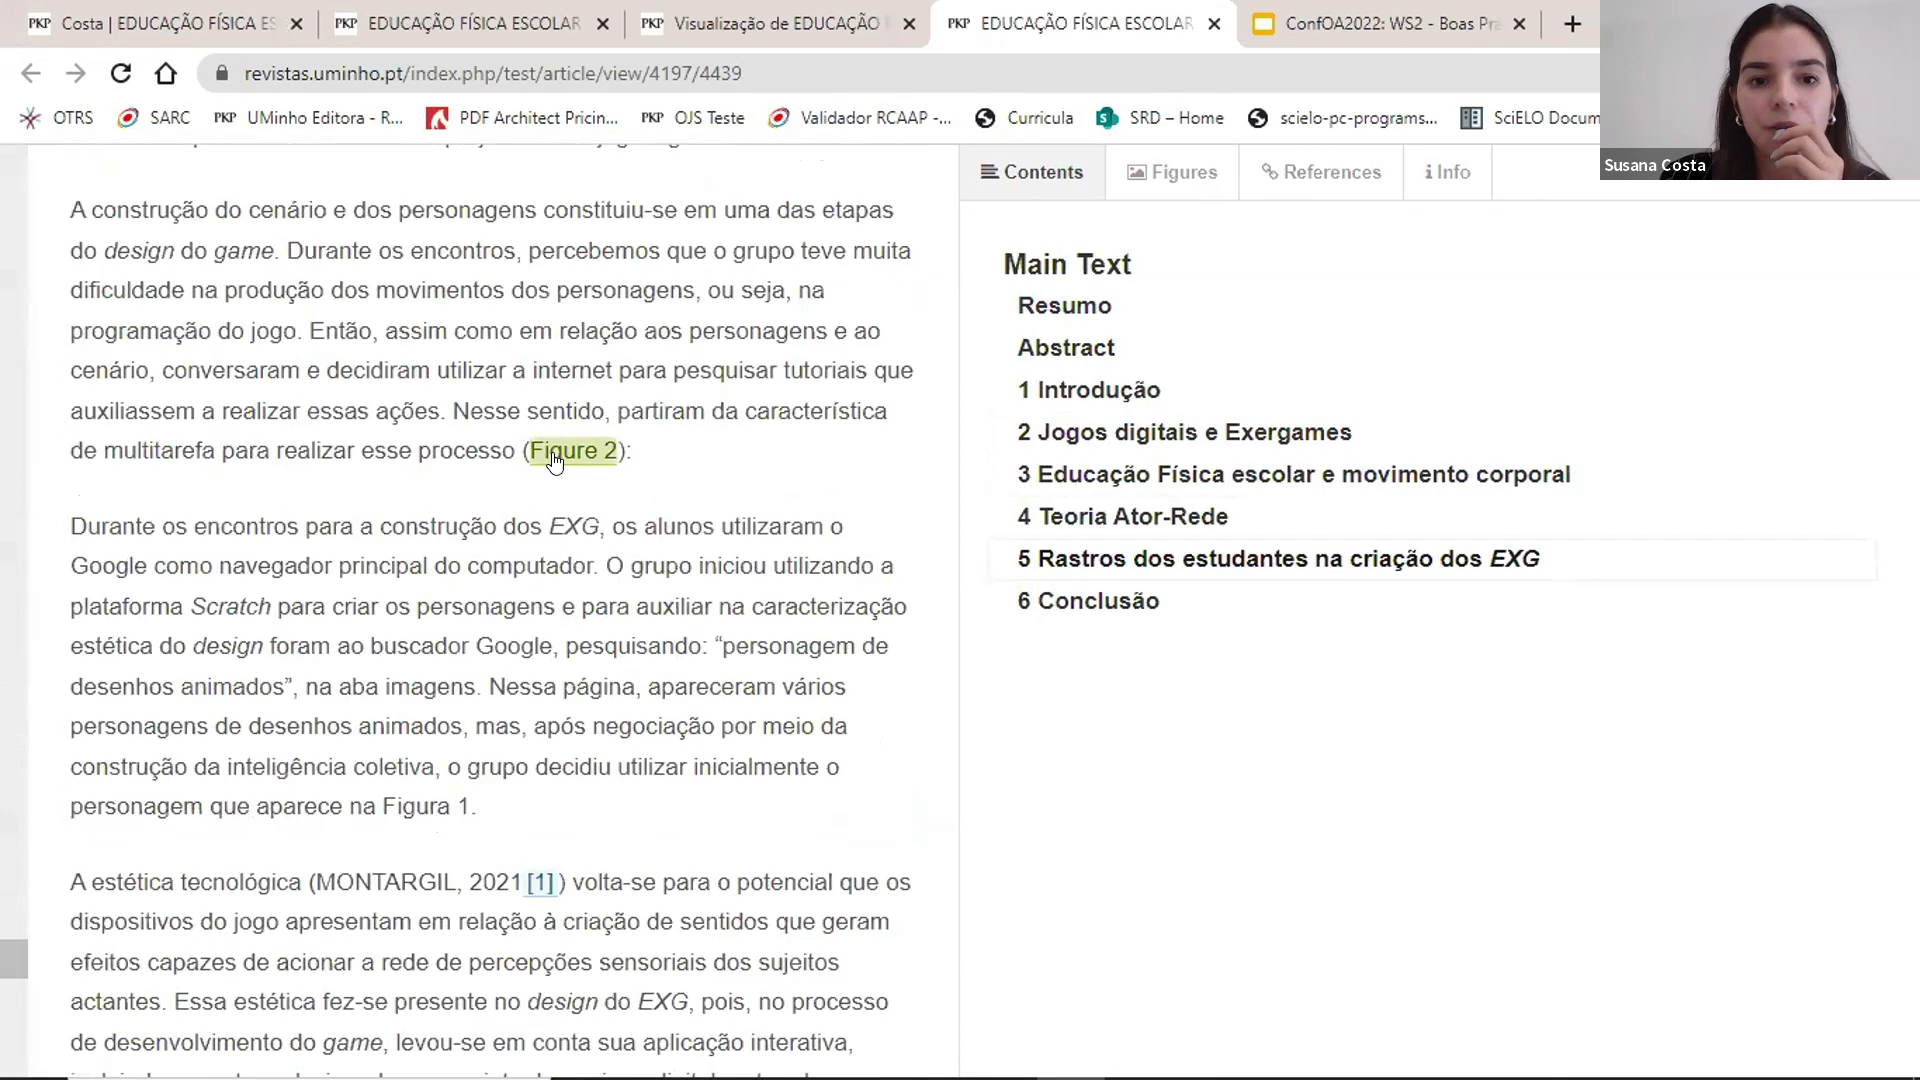 Costa | EDUCAÇÃO FÍSICA ES
EDUCAÇÃO FÍSICA ESCOLAR
Visualização de EDUCAÇÃO
EDUCAÇÃO FÍSICA ESCOLAR
ConfOA2022: WS2 - Boas Pr
revistas.uminho.pt/index.php/test/article/view/4197/4439
OTRS
SARC
PKP UMinho Editora - R...
PDF Architect Pricin...
PKP OJS Teste
Validador RCAAP -...
Curricula
SRD – Home
scielo-pc-programs...
SciELO Docum
Susana Costa
A construção do cenário e dos personagens constituiu-se em uma das etapas
do design do game. Durante os encontros, percebemos que o grupo teve muita
dificuldade na produção dos movimentos dos personagens, ou seja, na
programação do jogo. Então, assim como em relação aos personagens e ao
cenário, conversaram e decidiram utilizar a internet para pesquisar tutoriais que
auxiliassem a realizar essas ações. Nesse sentido, partiram da característica
de multitarefa para realizar esse processo (Figure 2):
Durante os encontros para a construção dos EXG, os alunos utilizaram o
Google como navegador principal do computador. O grupo iniciou utilizando a
plataforma Scratch para criar os personagens e para auxiliar na caracterização
estética do design foram ao buscador Google, pesquisando: “personagem de
desenhos animados”, na aba imagens. Nessa página, apareceram vários
personagens de desenhos animados, mas, após negociação por meio da
construção da inteligência coletiva, o grupo decidiu utilizar inicialmente o
personagem que aparece na Figura 1.
A estética tecnológica (MONTARGIL, 2021[1]) volta-se para o potencial que os
dispositivos do jogo apresentam em relação à criação de sentidos que geram
efeitos capazes de acionar a rede de percepções sensoriais dos sujeitos
actantes. Essa estética fez-se presente no design do EXG, pois, no processo
de desenvolvimento do game, levou-se em conta sua aplicação interativa,
Contents
Figures
References
Info
Main Text
Resumo
Abstract
1 Introdução
2 Jogos digitais e Exergames
3 Educação Física escolar e movimento corporal
4 Teoria Ator-Rede
5 Rastros dos estudantes na criação dos EXG
6 Conclusão